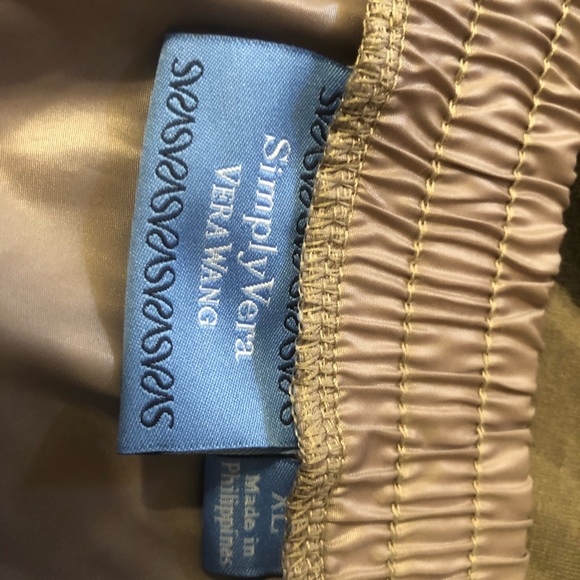 Simply Vera
VERA WANG
XL
Made in
Philippines